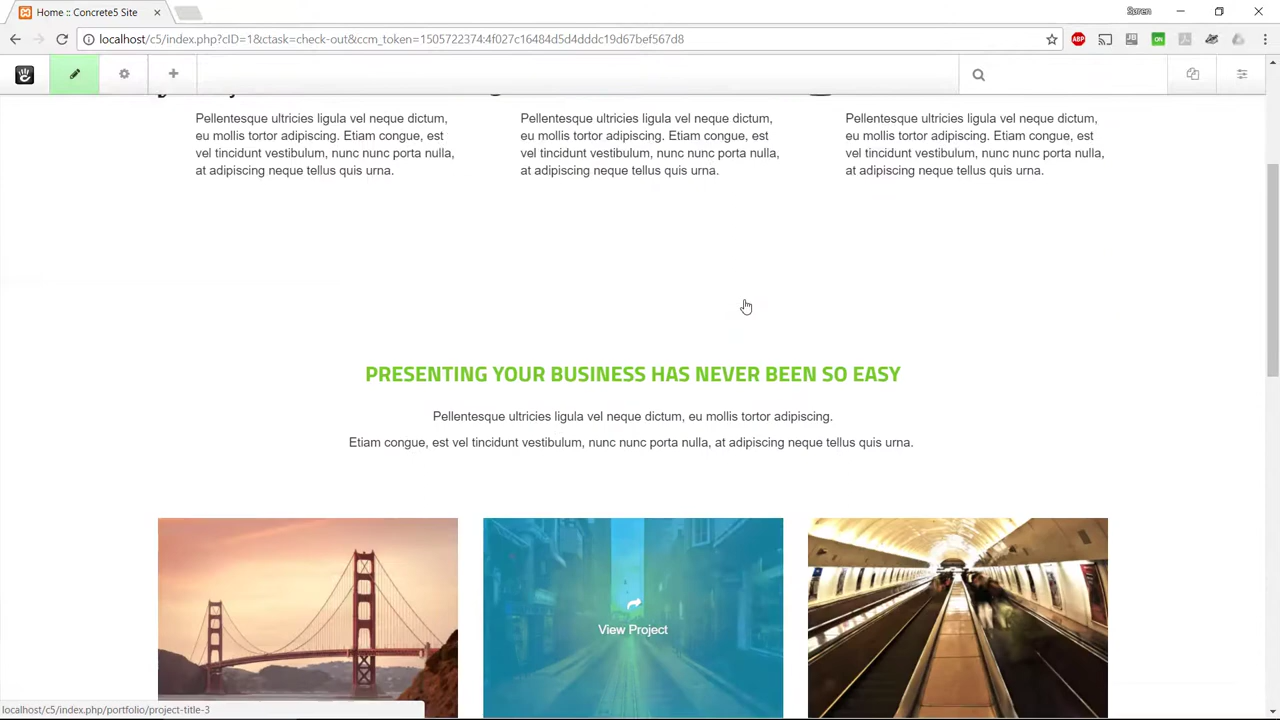 Home :: Concrete5 Site
Søren
localhost/c5/index.php?cID=1&ctask=check-out&ccm_token=1505722374:4f027c16484d5d4dddc19d67bef567d8
ABP
ON
Pellentesque ultricies ligula vel neque dictum,
eu mollis tortor adipiscing. Etiam congue, est
vel tincidunt vestibulum, nunc nunc porta nulla,
at adipiscing neque tellus quis urna.
Pellentesque ultricies ligula vel neque dictum,
eu mollis tortor adipiscing. Etiam congue, est
vel tincidunt vestibulum, nunc nunc porta nulla,
at adipiscing neque tellus quis urna.
Pellentesque ultricies ligula vel neque dictum,
eu mollis tortor adipiscing. Etiam congue, est
vel tincidunt vestibulum, nunc nunc porta nulla,
at adipiscing neque tellus quis urna.
PRESENTING YOUR BUSINESS HAS NEVER BEEN SO EASY
Pellentesque ultricies ligula vel neque dictum, eu mollis tortor adipiscing.
Etiam congue, est vel tincidunt vestibulum, nunc nunc porta nulla, at adipiscing neque tellus quis urna.
View Project
localhost/c5/index.php/portfolio/project-title-3